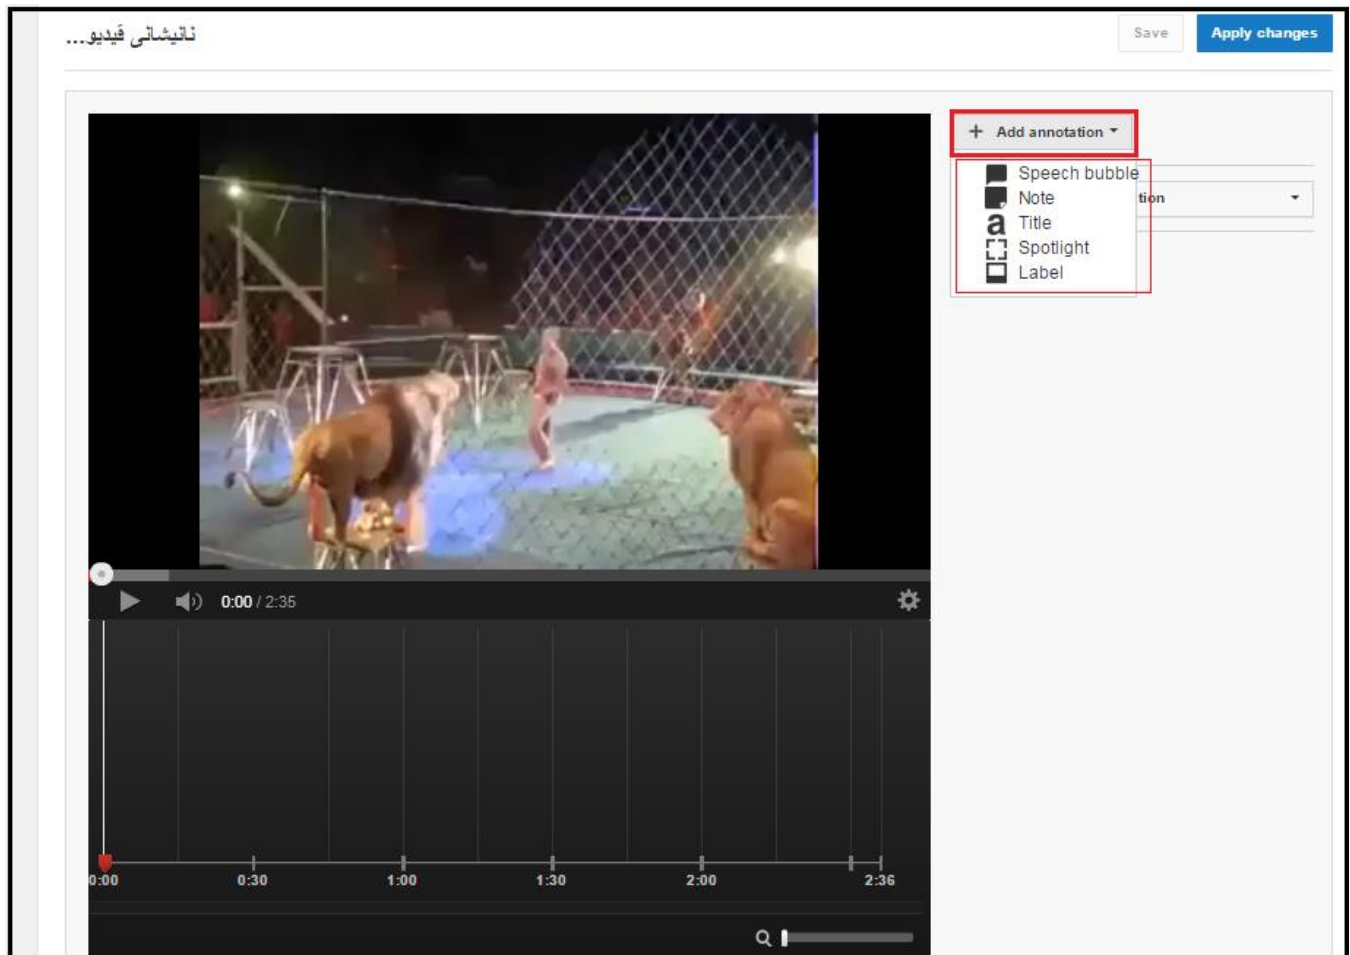 نانیشانی ڤیدیو...
Save
Apply changes
+ Add annotation
Speech bubble
Note
tion
a Title
Spotlight
Label
0:00 / 2:35
0:00 0:30 1:00 1:30 2:00 2:36